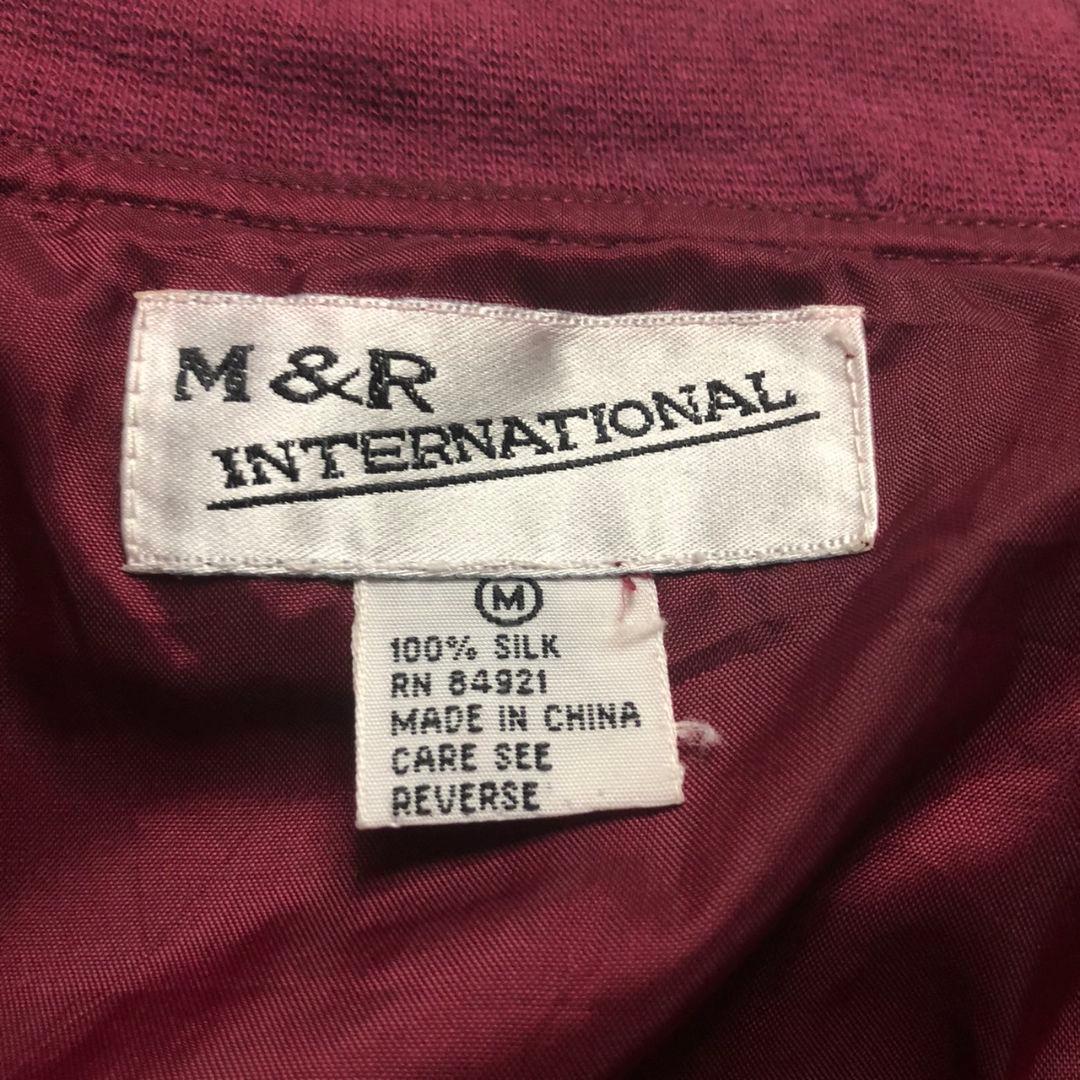 M&R
INTERNATIONAL
M
100% SILK
RN 84921
MADE IN CHINA
CARE SEE
REVERSE